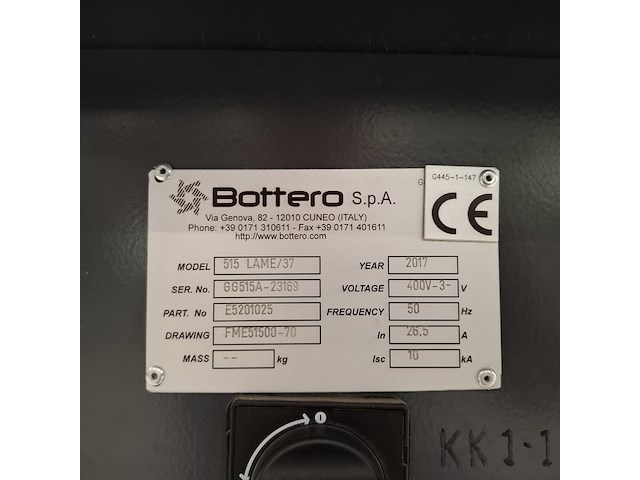 Bottero S.p.A.
G445-1-147
CE
Via Genova, 82 - 12010 CUNEO (ITALY)
Phone: +39 0171 310611 - Fax +39 0171 401611
http://www.bottero.com
MODEL 515 LAME/37 YEAR 2017
SER. No. GG515A-23169 VOLTAGE 400V-3~ V
PART. No E5201025 FREQUENCY 50 Hz
DRAWING FME51500-70 In 26.5 A
MASS -- kg Isc 10 kA
KK1-1